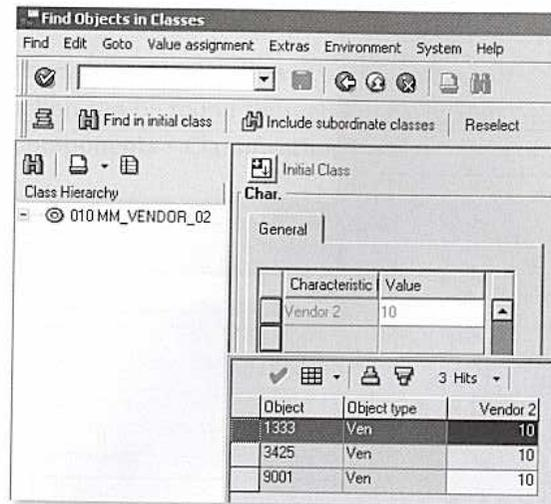 Find Objects in Classes
Find Edit Goto Value assignment Extras Environment System Help
Find in initial class Include subordinate classes Reselect
Class Hierarchy
010 MM_VENDOR_02
Initial Class
Char.
General
Characteristic Value
Vendor 2 10
3 Hits
Object Object type Vendor 2
1333 Ven 10
3425 Ven 10
9001 Ven 10